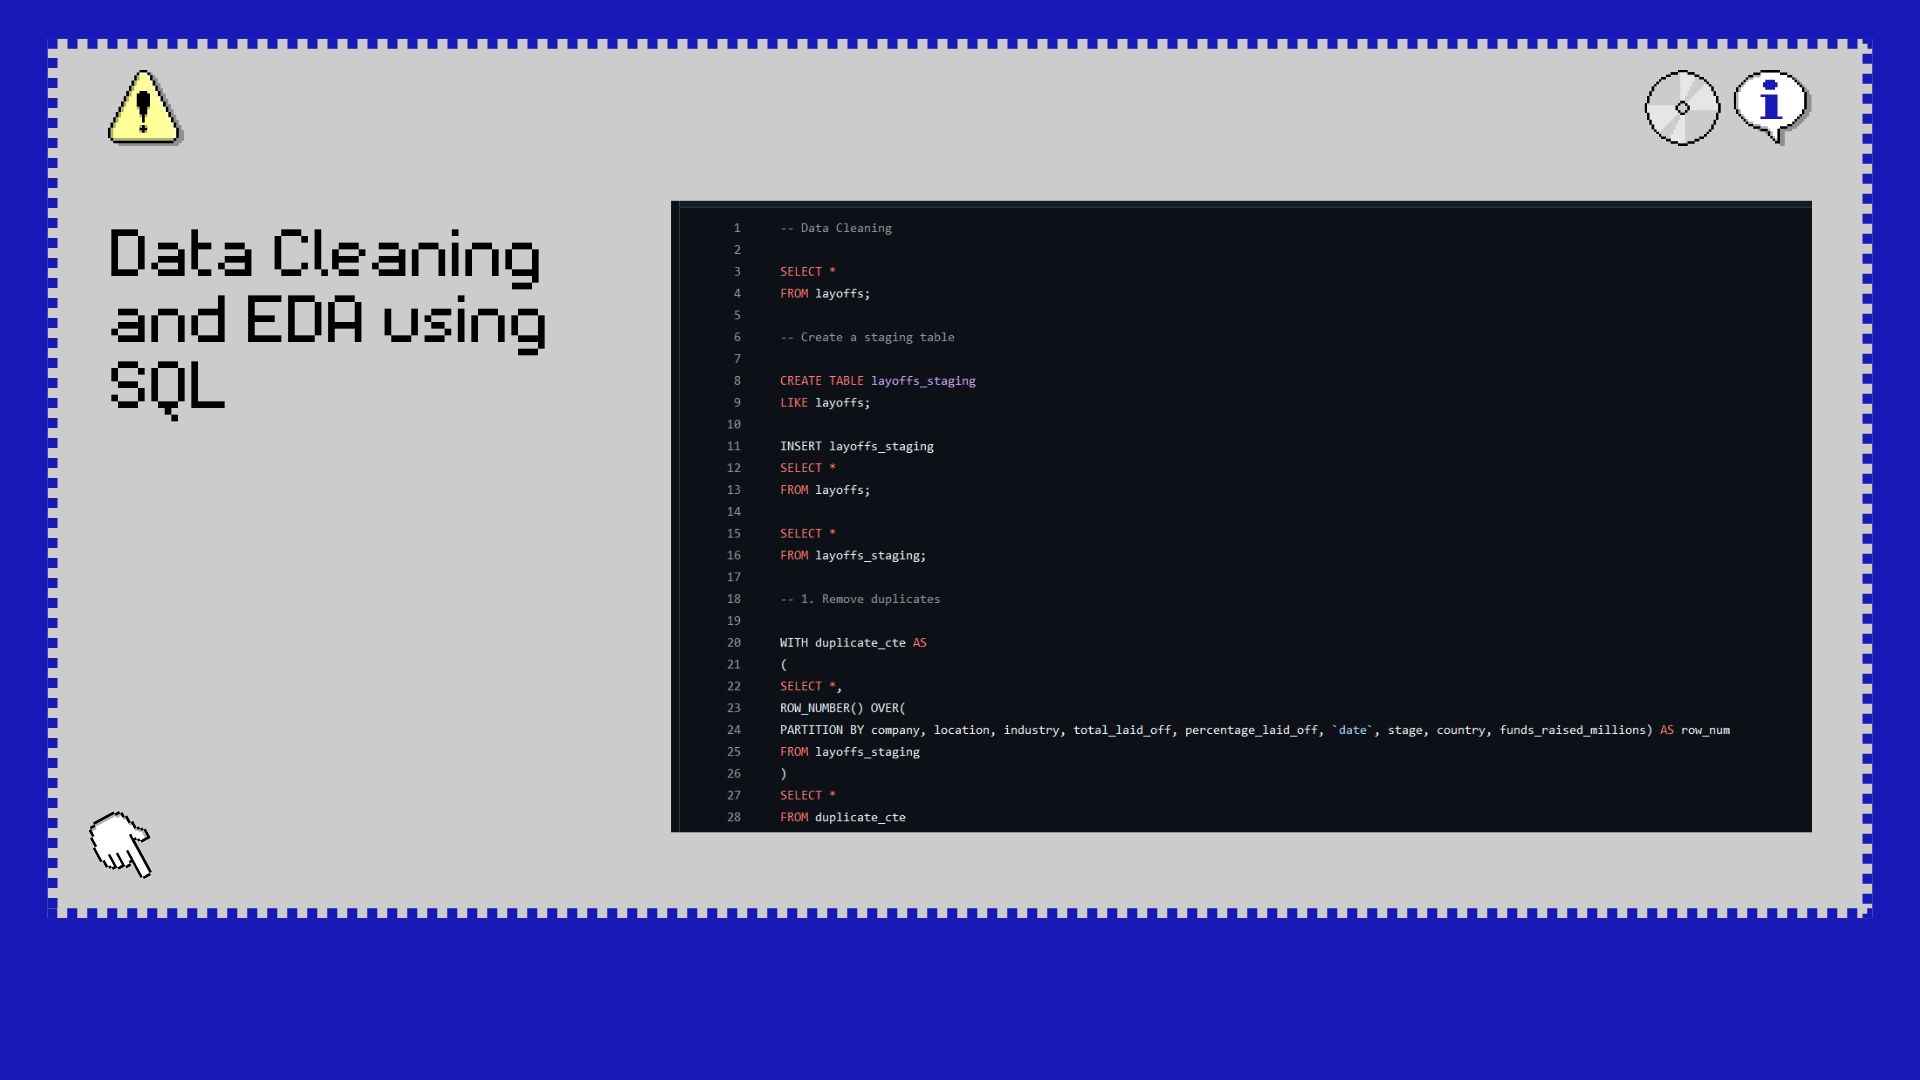 Data Cleaning
and EDA using
SQL
1 -- Data Cleaning
2
3 SELECT *
4 FROM layoffs;
5
6 -- Create a staging table
7
8 CREATE TABLE layoffs_staging
9 LIKE layoffs;
10
11 INSERT layoffs_staging
12 SELECT *
13 FROM layoffs;
14
15 SELECT *
16 FROM layoffs_staging;
17
18 -- 1. Remove duplicates
19
20 WITH duplicate_cte AS
21 (
22 SELECT *,
23 ROW_NUMBER() OVER(
24 PARTITION BY company, location, industry, total_laid_off, percentage_laid_off, `date`, stage, country, funds_raised_millions) AS row_num
25 FROM layoffs_staging
26 )
27 SELECT *
28 FROM duplicate_cte